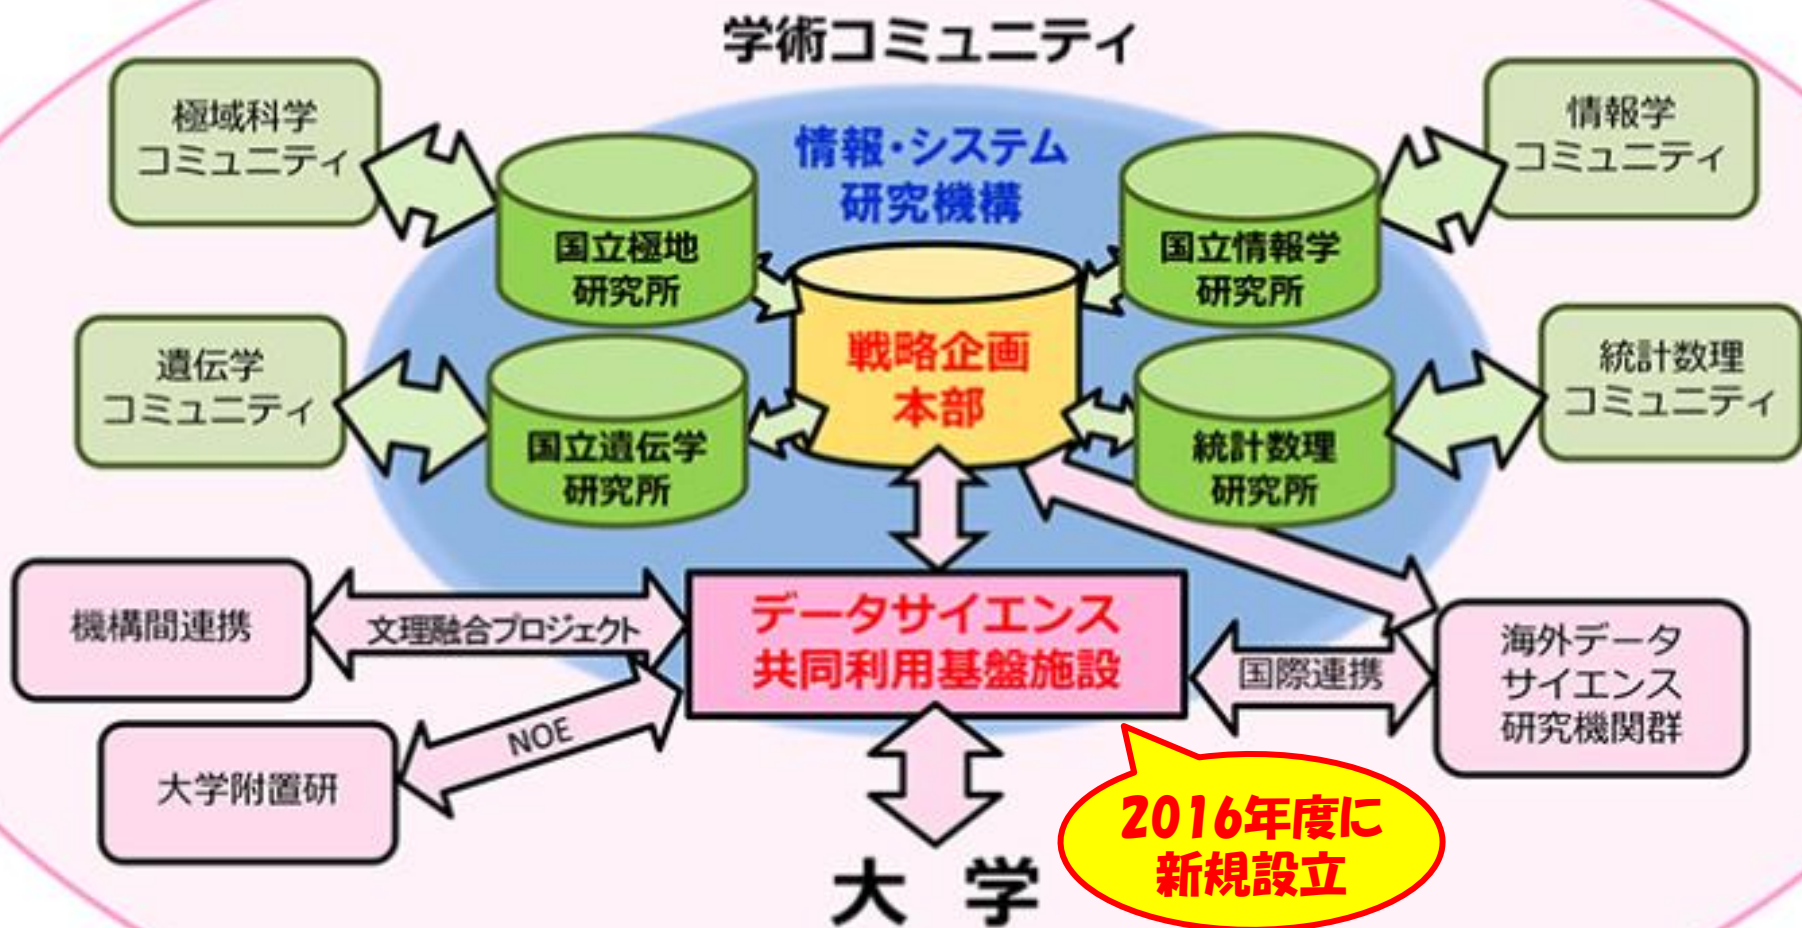 学術コミュニティ
極域科学
コミュニティ
情報・システム
研究機構
情報学
コミュニティ
国立極地
研究所
国立情報学
研究所
遺伝学
コミュニティ
戦略企画
本部
統計数理
コミュニティ
国立遺伝学
研究所
統計数理
研究所
機構間連携
文理融合プロジェクト
データサイエンス
共同利用基盤施設
国際連携
海外データ
サイエンス
研究機関群
大学附置研
NOE
2016年度に
新規設立
大 学